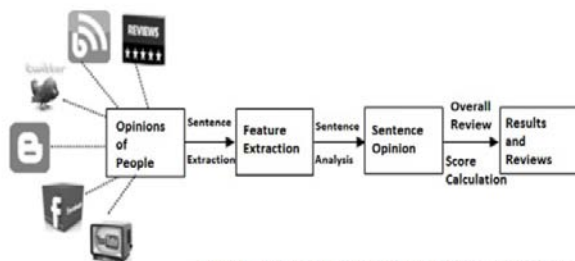 REVIEWS
twitter
Opinions
of
People
Sentence
Extraction
Feature
Extraction
Sentence
Analysis
Sentence
Opinion
Overall
Review
Score
Calculation
Results
and
Reviews